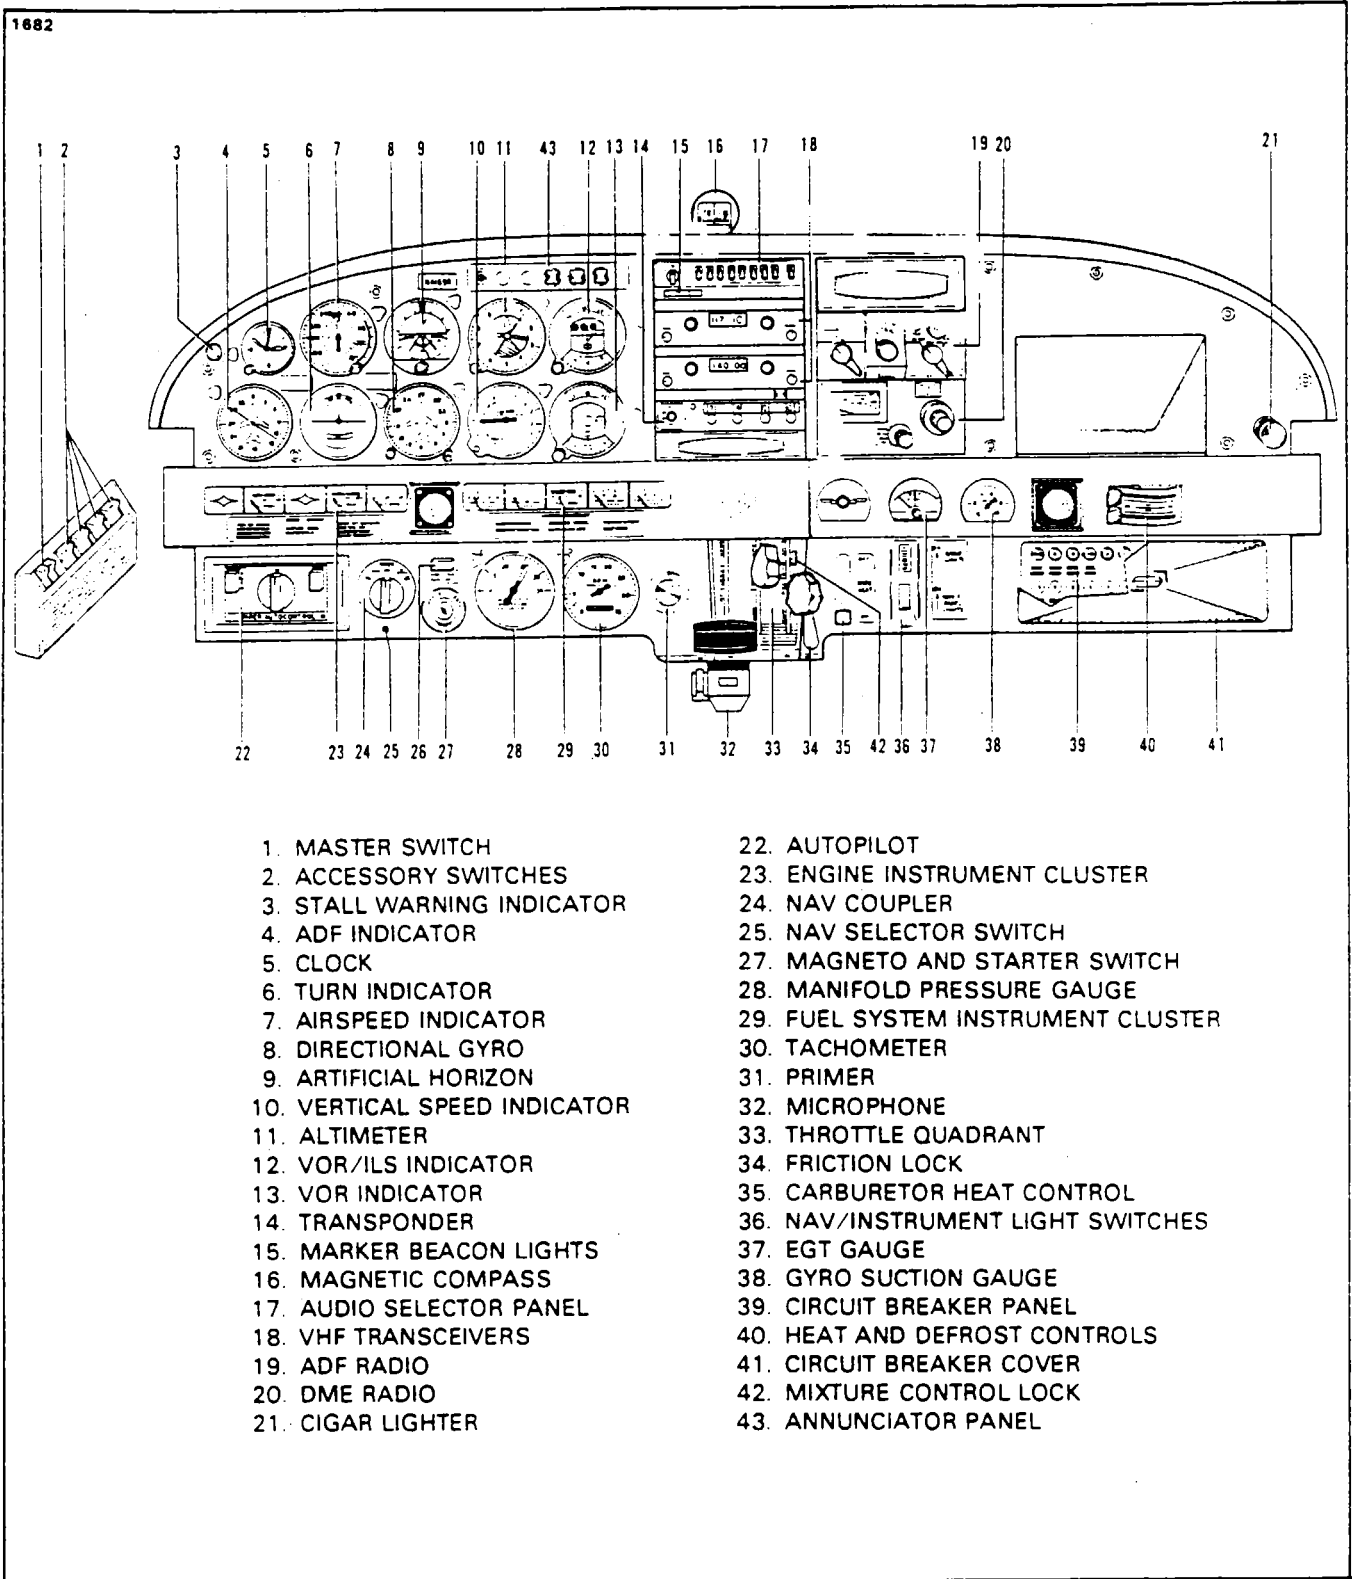 1682
1 2 3 4 5 6 7 8 9 10 11 43 12 13 14 15 16 17 18 19 20 21
117.10
140.00
22 23 24 25 26 27 28 29 30 31 32 33 34 35 42 36 37 38 39 40 41
1. MASTER SWITCH
2. ACCESSORY SWITCHES
3. STALL WARNING INDICATOR
4. ADF INDICATOR
5. CLOCK
6. TURN INDICATOR
7. AIRSPEED INDICATOR
8. DIRECTIONAL GYRO
9. ARTIFICIAL HORIZON
10. VERTICAL SPEED INDICATOR
11. ALTIMETER
12. VOR/ILS INDICATOR
13. VOR INDICATOR
14. TRANSPONDER
15. MARKER BEACON LIGHTS
16. MAGNETIC COMPASS
17. AUDIO SELECTOR PANEL
18. VHF TRANSCEIVERS
19. ADF RADIO
20. DME RADIO
21. CIGAR LIGHTER
22. AUTOPILOT
23. ENGINE INSTRUMENT CLUSTER
24. NAV COUPLER
25. NAV SELECTOR SWITCH
27. MAGNETO AND STARTER SWITCH
28. MANIFOLD PRESSURE GAUGE
29. FUEL SYSTEM INSTRUMENT CLUSTER
30. TACHOMETER
31. PRIMER
32. MICROPHONE
33. THROTTLE QUADRANT
34. FRICTION LOCK
35. CARBURETOR HEAT CONTROL
36. NAV/INSTRUMENT LIGHT SWITCHES
37. EGT GAUGE
38. GYRO SUCTION GAUGE
39. CIRCUIT BREAKER PANEL
40. HEAT AND DEFROST CONTROLS
41. CIRCUIT BREAKER COVER
42. MIXTURE CONTROL LOCK
43. ANNUNCIATOR PANEL